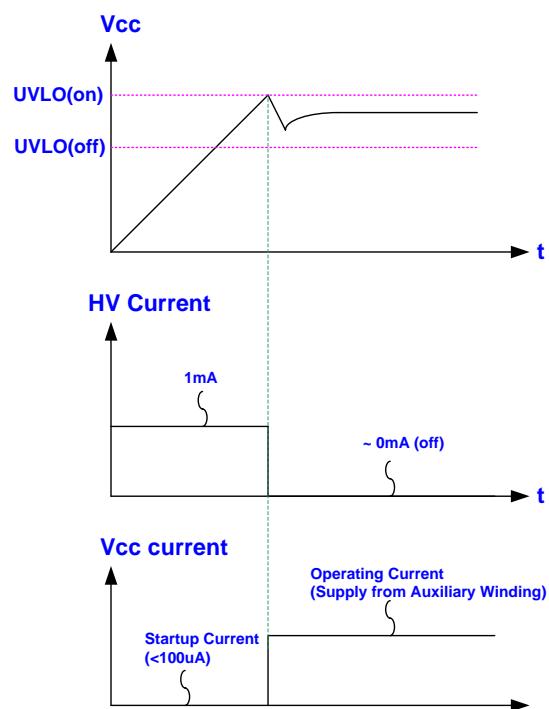 Vcc
UVLO(on)
UVLO(off)
t
HV Current
1mA
~ 0mA (off)
t
Vcc current
Operating Current
(Supply from Auxiliary Winding)
Startup Current
(<100uA)